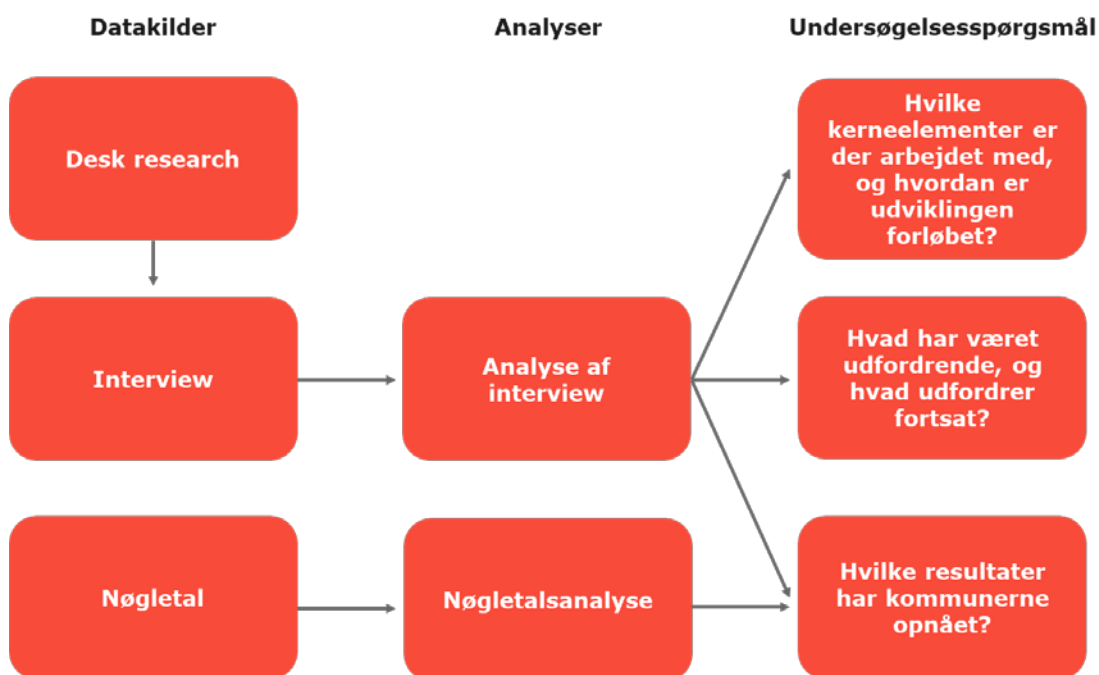 Datakilder
Analyser
Undersøgelsesspørgsmål
Desk research
Hvilke
kerneelementer er
der arbejdet med,
og hvordan er
udviklingen
forløbet?
Interview
Analyse af
interview
Hvad har været
udfordrende, og
hvad udfordrer
fortsat?
Nøgletal
Nøgletalsanalyse
Hvilke resultater
har kommunerne
opnået?